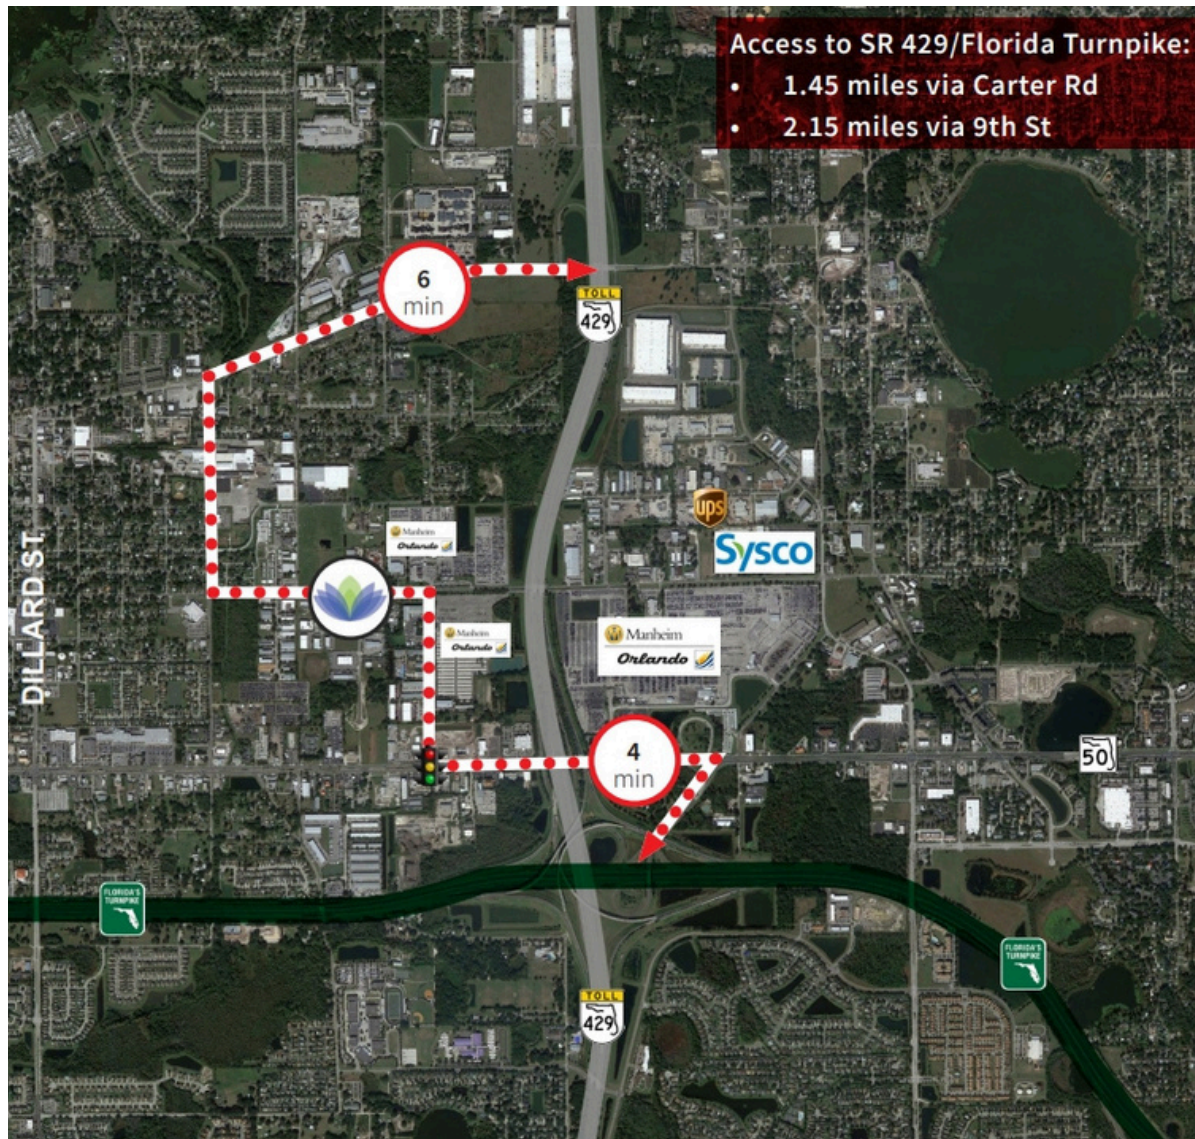 Access to SR 429/Florida Turnpike:
• 1.45 miles via Carter Rd
• 2.15 miles via 9th St
6
min
TOLL
429
ups
Sysco
Manheim
Orlando
DILLARD ST.
Manheim
Orlando
Manheim
Orlando
4
min
50
FLORIDA'S
TURNPIKE
FLORIDA'S
TURNPIKE
TOLL
429